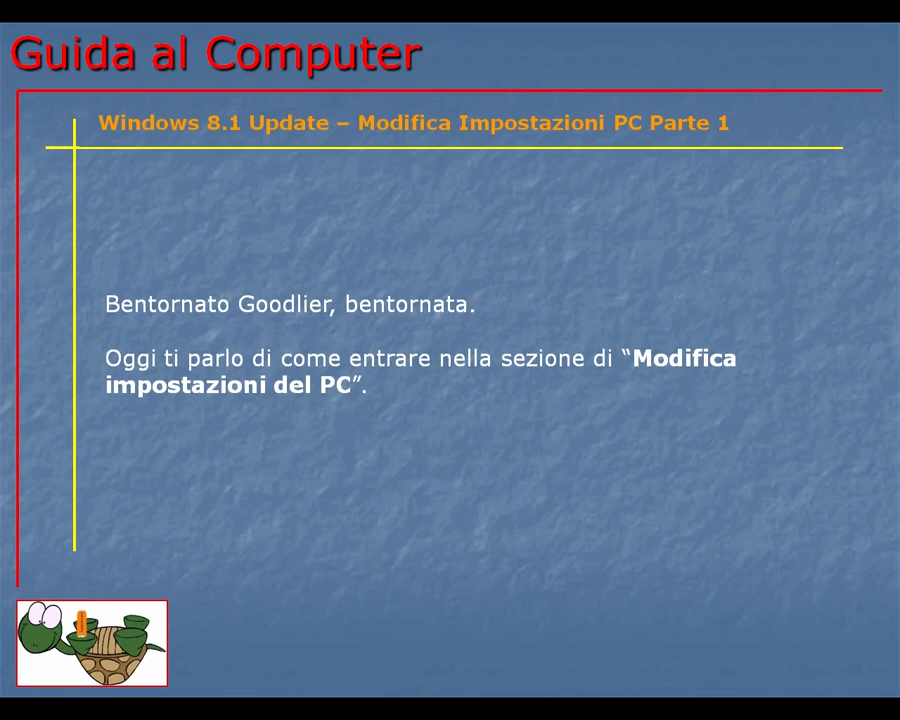 Guida al Computer
Windows 8.1 Update – Modifica Impostazioni PC Parte 1
Bentornato Goodlier, bentornata.
Oggi ti parlo di come entrare nella sezione di “Modifica
impostazioni del PC”.